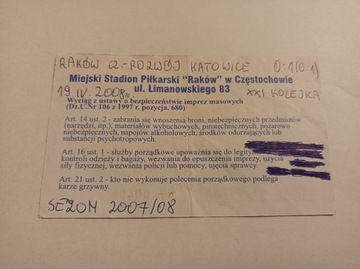 RAKÓW CZ-ROZWÓJ KATOWICE 0:1(0:1)
Miejski Stadion Piłkarski "Raków" w Częstochowie
19 IV. 2008r. ul. Limanowskiego 83
XXI KOLEJKA
Wyciąg z ustawy o bezpieczeństwie imprez masowych
(Dz.U.Nr 106 z 1997 r. pozycja. 680)
Art. 14 ust. 2 - zabrania się wnoszenia broni, niebezpiecznych przedmiotów
(narzędzi, itp.), materiałów wybuchowych, pirotechnicznych, pożarowo
niebezpiecznych, napojów alkoholowych, środków odurzających lub
substancji psychotropowych.
Art. 16 ust. 1 - służby porządkowe upoważnia się do legity
kontroli odzieży i bagaży, wezwania do opuszczenia imprezy, użycia
siły fizycznej, wezwania policji lub pomocy, ujęcia sprawcy.
Art. 21 ust. 2 - kto nie wykonuje polecenia porządkowego podlega
karze grzywny.
SEZON 2007/08